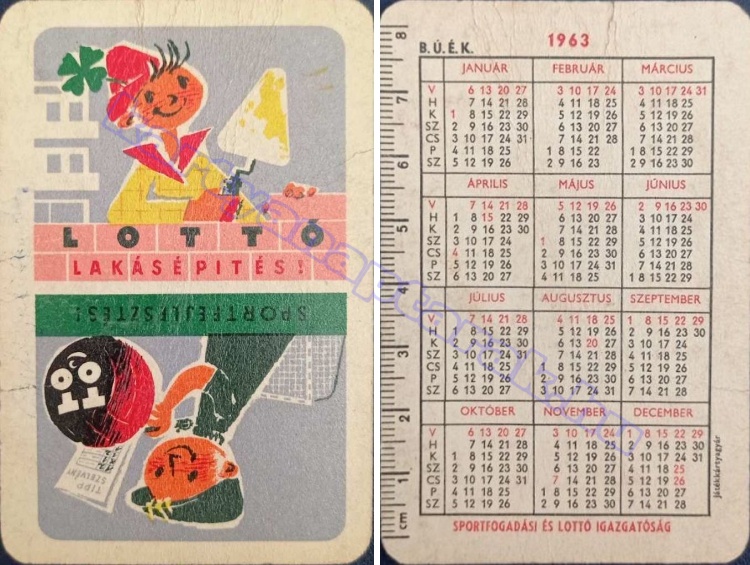 LOTTÓ
LAKÁSÉPITÉS!
SPORTFEJLESZTÉS!
TIPP
SZELVÉNY
B. Ú. É. K. 1963
JANUÁR FEBRUÁR MÁRCIUS
V 6 13 20 27 3 10 17 24 3 10 17 24 31
H 7 14 21 28 4 11 18 25 4 11 18 25
K 1 8 15 22 29 5 12 19 26 5 12 19 26
SZ 2 9 16 23 30 6 13 20 27 6 13 20 27
CS 3 10 17 24 31 7 14 21 28 7 14 21 28
P 4 11 18 25 1 8 15 22 1 8 15 22 29
SZ 5 12 19 26 2 9 16 23 2 9 16 23 30
ÁPRILIS MÁJUS JÚNIUS
V 7 14 21 28 5 12 19 26 2 9 16 23 30
H 1 8 15 22 29 6 13 20 27 3 10 17 24
K 2 9 16 23 30 7 14 21 28 4 11 18 25
SZ 3 10 17 24 1 8 15 22 29 5 12 19 26
CS 4 11 18 25 2 9 16 23 30 6 13 20 27
P 5 12 19 26 3 10 17 24 31 7 14 21 28
SZ 6 13 20 27 4 11 18 25 1 8 15 22 29
JÚLIUS AUGUSZTUS SZEPTEMBER
V 7 14 21 28 4 11 18 25 1 8 15 22 29
H 1 8 15 22 29 5 12 19 26 2 9 16 23 30
K 2 9 16 23 30 6 13 20 27 3 10 17 24
SZ 3 10 17 24 31 7 14 21 28 4 11 18 25
CS 4 11 18 25 1 8 15 22 29 5 12 19 26
P 5 12 19 26 2 9 16 23 30 6 13 20 27
SZ 6 13 20 27 3 10 17 24 31 7 14 21 28
OKTÓBER NOVEMBER DECEMBER
V 6 13 20 27 3 10 17 24 1 8 15 22 29
H 7 14 21 28 4 11 18 25 2 9 16 23 30
K 1 8 15 22 29 5 12 19 26 3 10 17 24 31
SZ 2 9 16 23 30 6 13 20 27 4 11 18 25
CS 3 10 17 24 31 7 14 21 28 5 12 19 26
P 4 11 18 25 1 8 15 22 29 6 13 20 27
SZ 5 12 19 26 2 9 16 23 30 7 14 21 28
SPORTFOGADÁSI ÉS LOTTÓ IGAZGATÓSÁG
Játékkártyagyár
8
7
6
5
4
3
2
1
cm